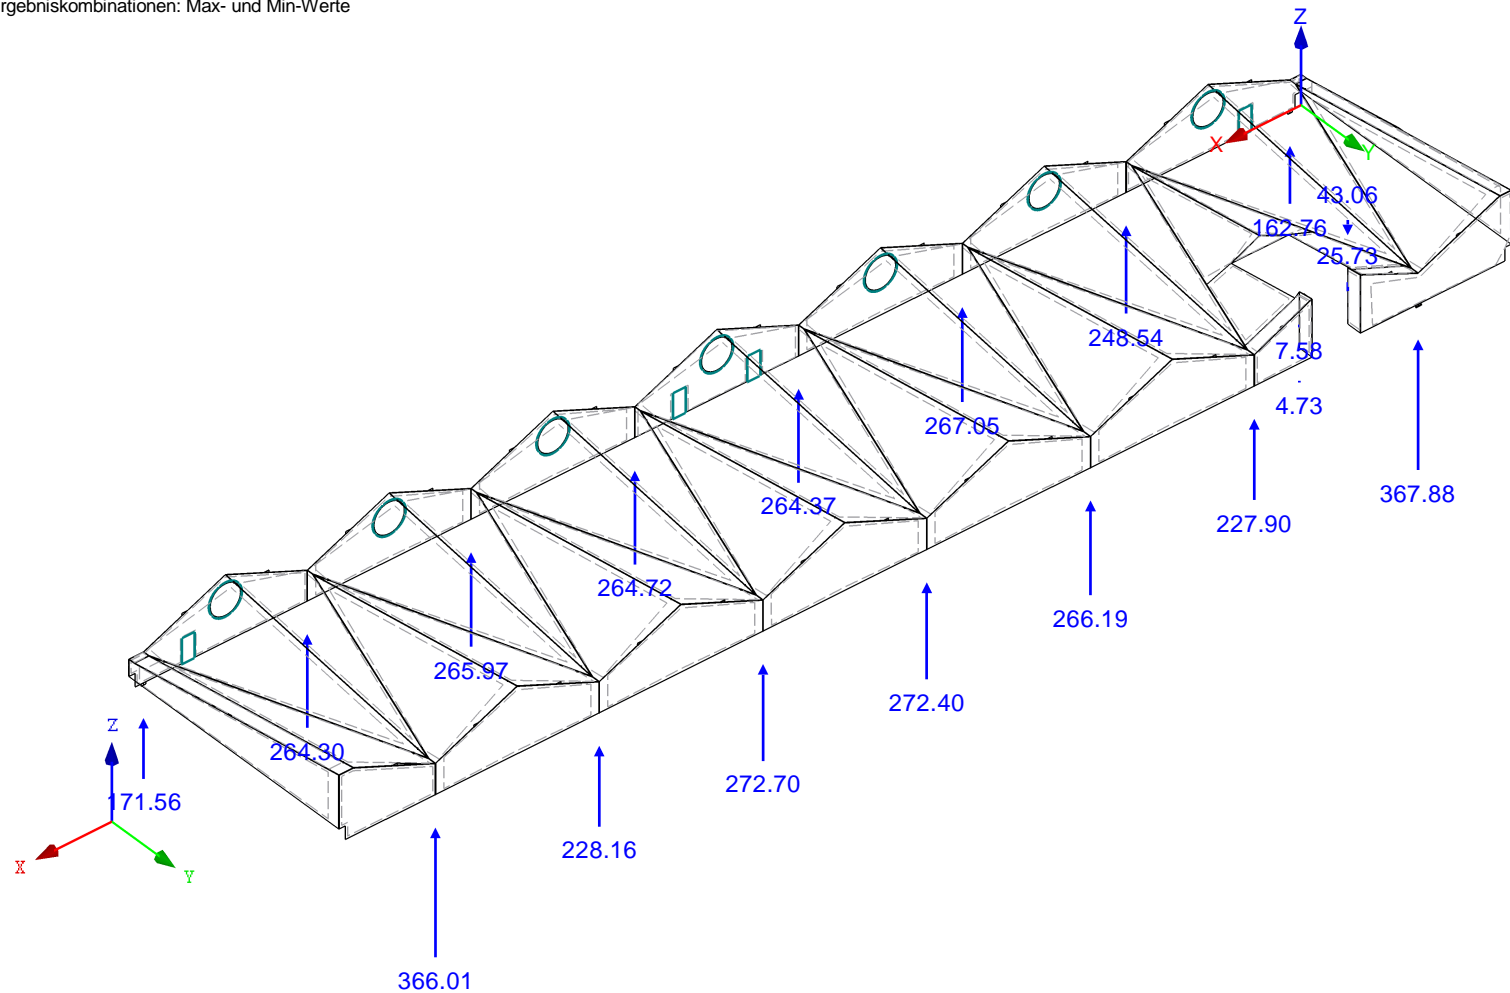 rgebniskombinationen: Max- und Min-Werte
Z
X
Y
43.06
162.76
25.73
248.54
7.58
267.05
4.73
367.88
264.37
227.90
264.72
266.19
265.97
272.40
264.30
272.70
Z
171.56
228.16
X
Y
366.01